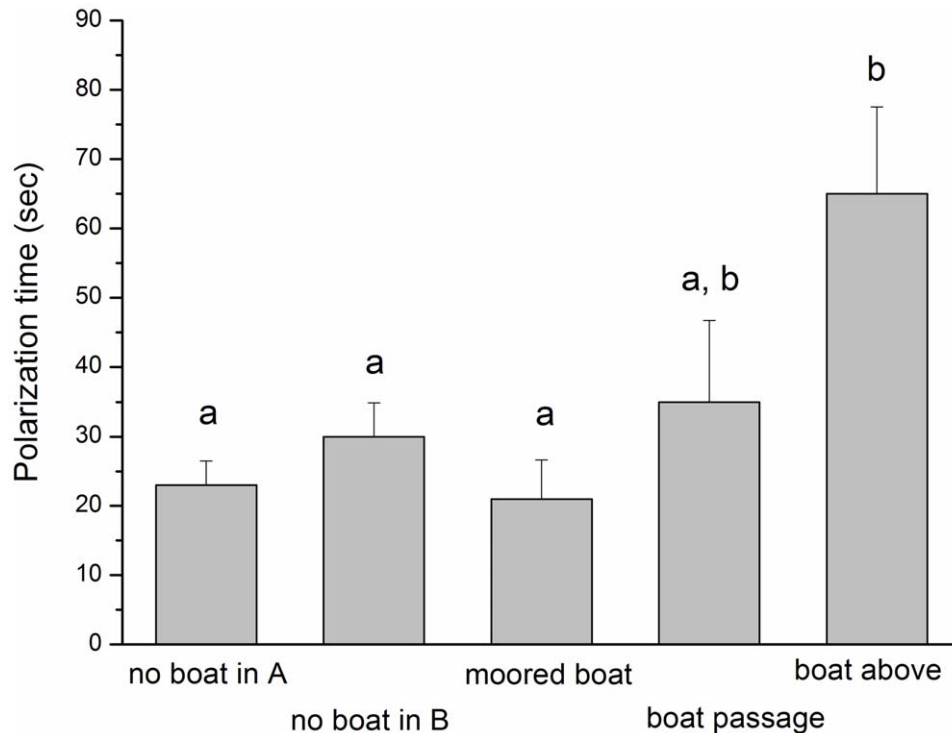 Polarization time (sec)
90
80
70
60
50
40
30
20
10
0
a
a
a
a, b
b
no boat in A
no boat in B
moored boat
boat passage
boat above